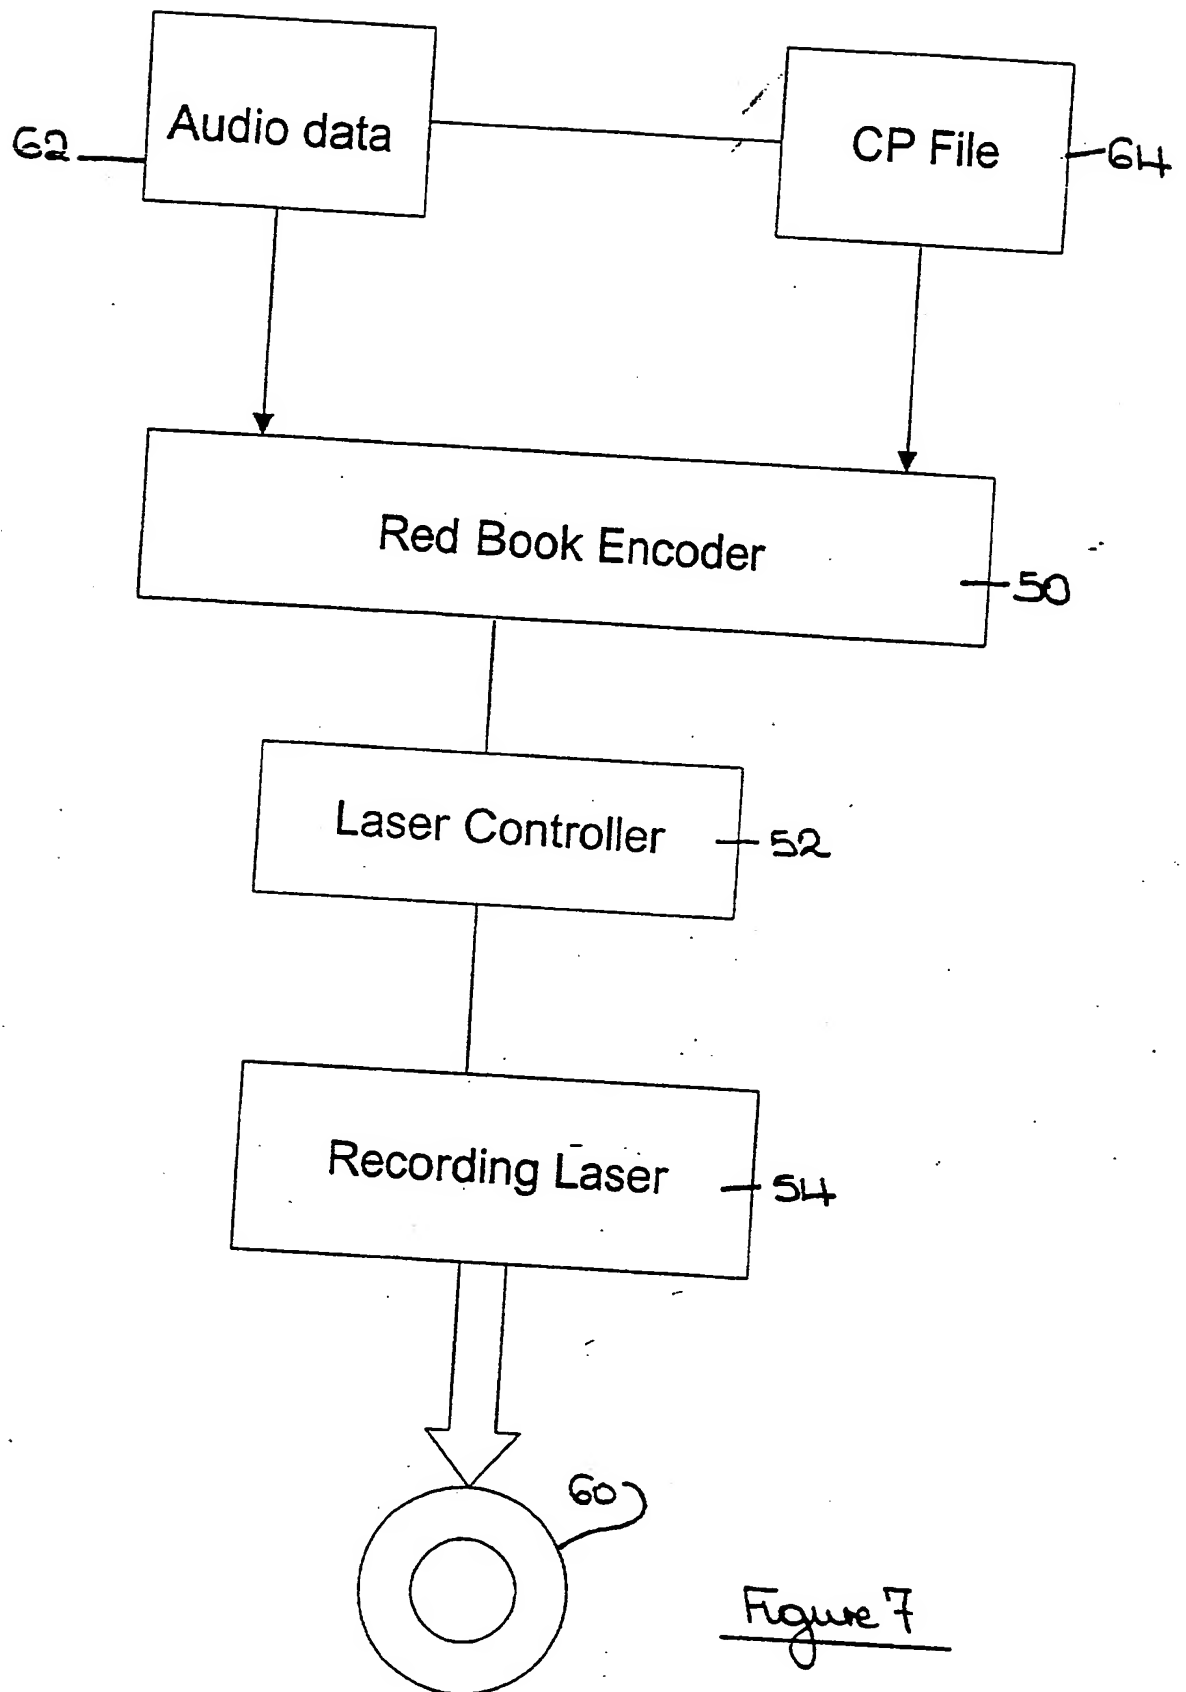 Audio data
62
CP File
64
Red Book Encoder
50
Laser Controller
52
Recording Laser
54
60
Figure 7